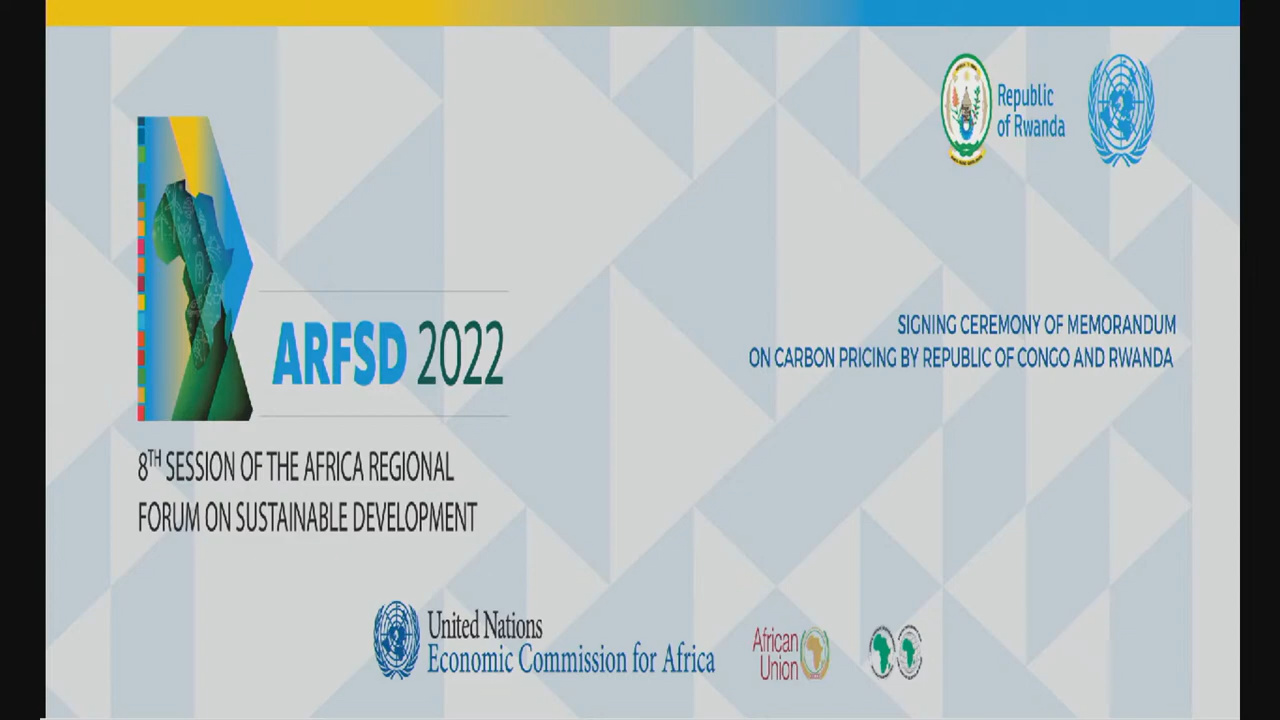 Republic
of Rwanda
ARFSD 2022
SIGNING CEREMONY OF MEMORANDUM
ON CARBON PRICING BY REPUBLIC OF CONGO AND RWANDA
8TH SESSION OF THE AFRICA REGIONAL
FORUM ON SUSTAINABLE DEVELOPMENT
United Nations
Economic Commission for Africa
African
Union